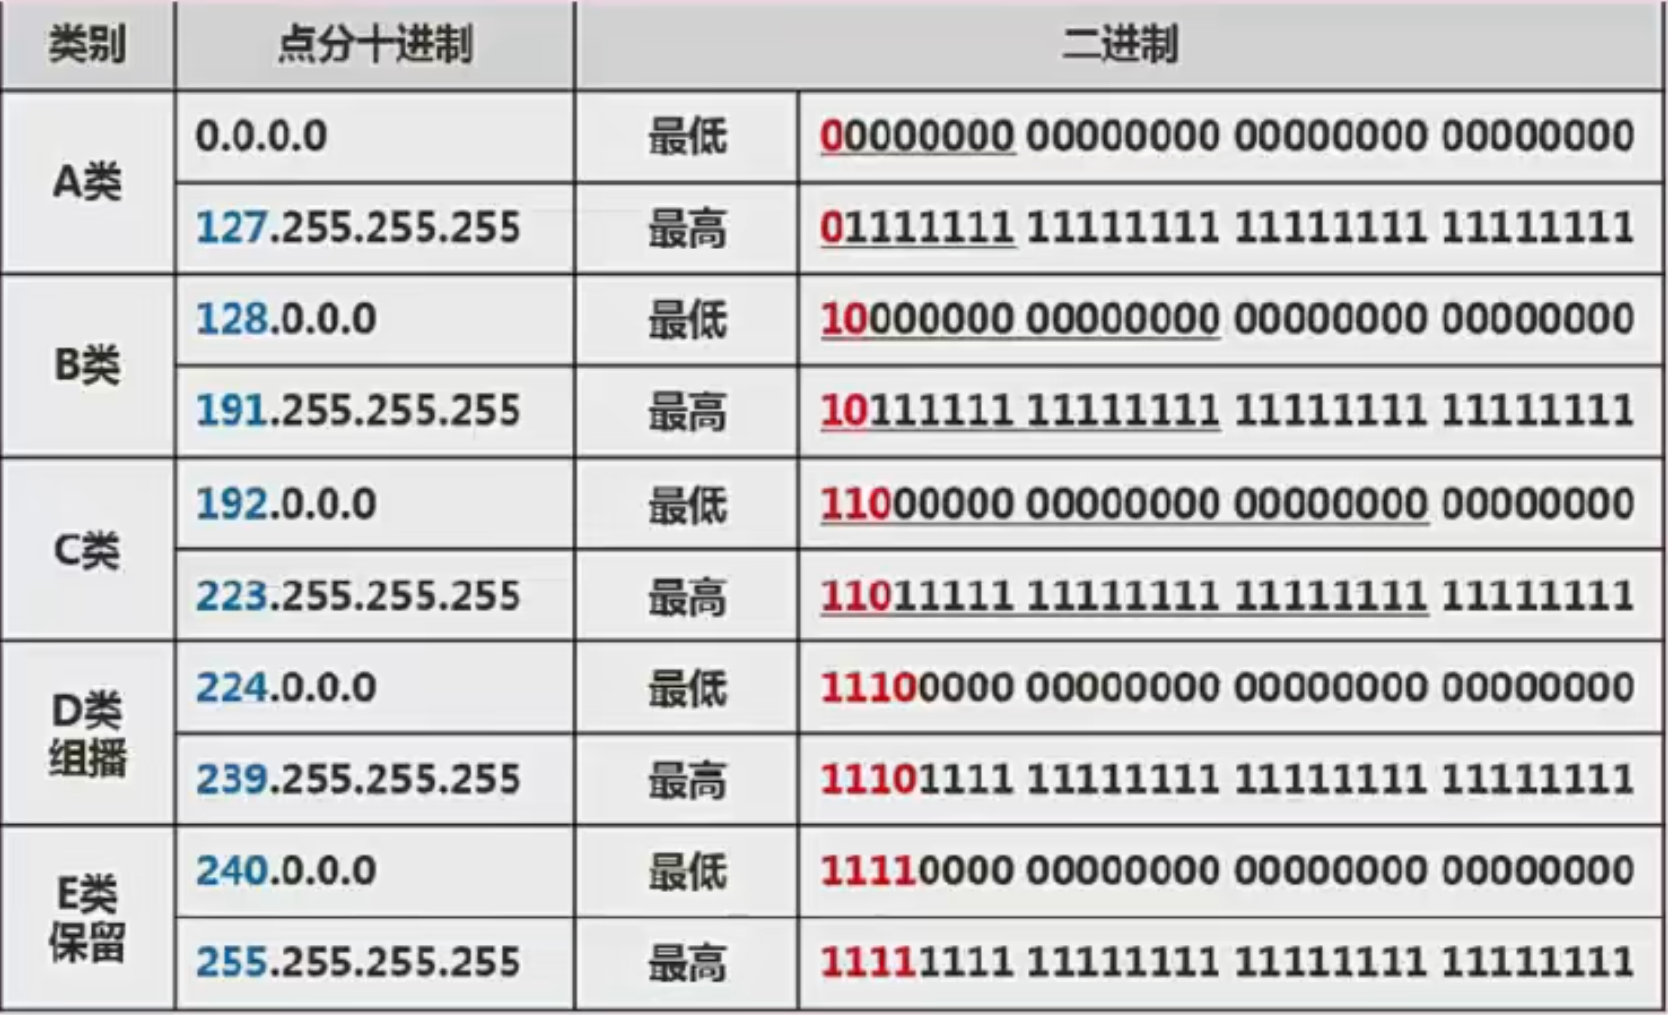 类别 点分十进制 二进制
A类 0.0.0.0 最低 00000000 00000000 00000000 00000000
127.255.255.255 最高 01111111 11111111 11111111 11111111
B类 128.0.0.0 最低 10000000 00000000 00000000 00000000
191.255.255.255 最高 10111111 11111111 11111111 11111111
C类 192.0.0.0 最低 11000000 00000000 00000000 00000000
223.255.255.255 最高 11011111 11111111 11111111 11111111
D类 224.0.0.0 最低 11100000 00000000 00000000 00000000
组播 239.255.255.255 最高 11101111 11111111 11111111 11111111
E类 240.0.0.0 最低 11110000 00000000 00000000 00000000
保留 255.255.255.255 最高 11111111 11111111 11111111 11111111